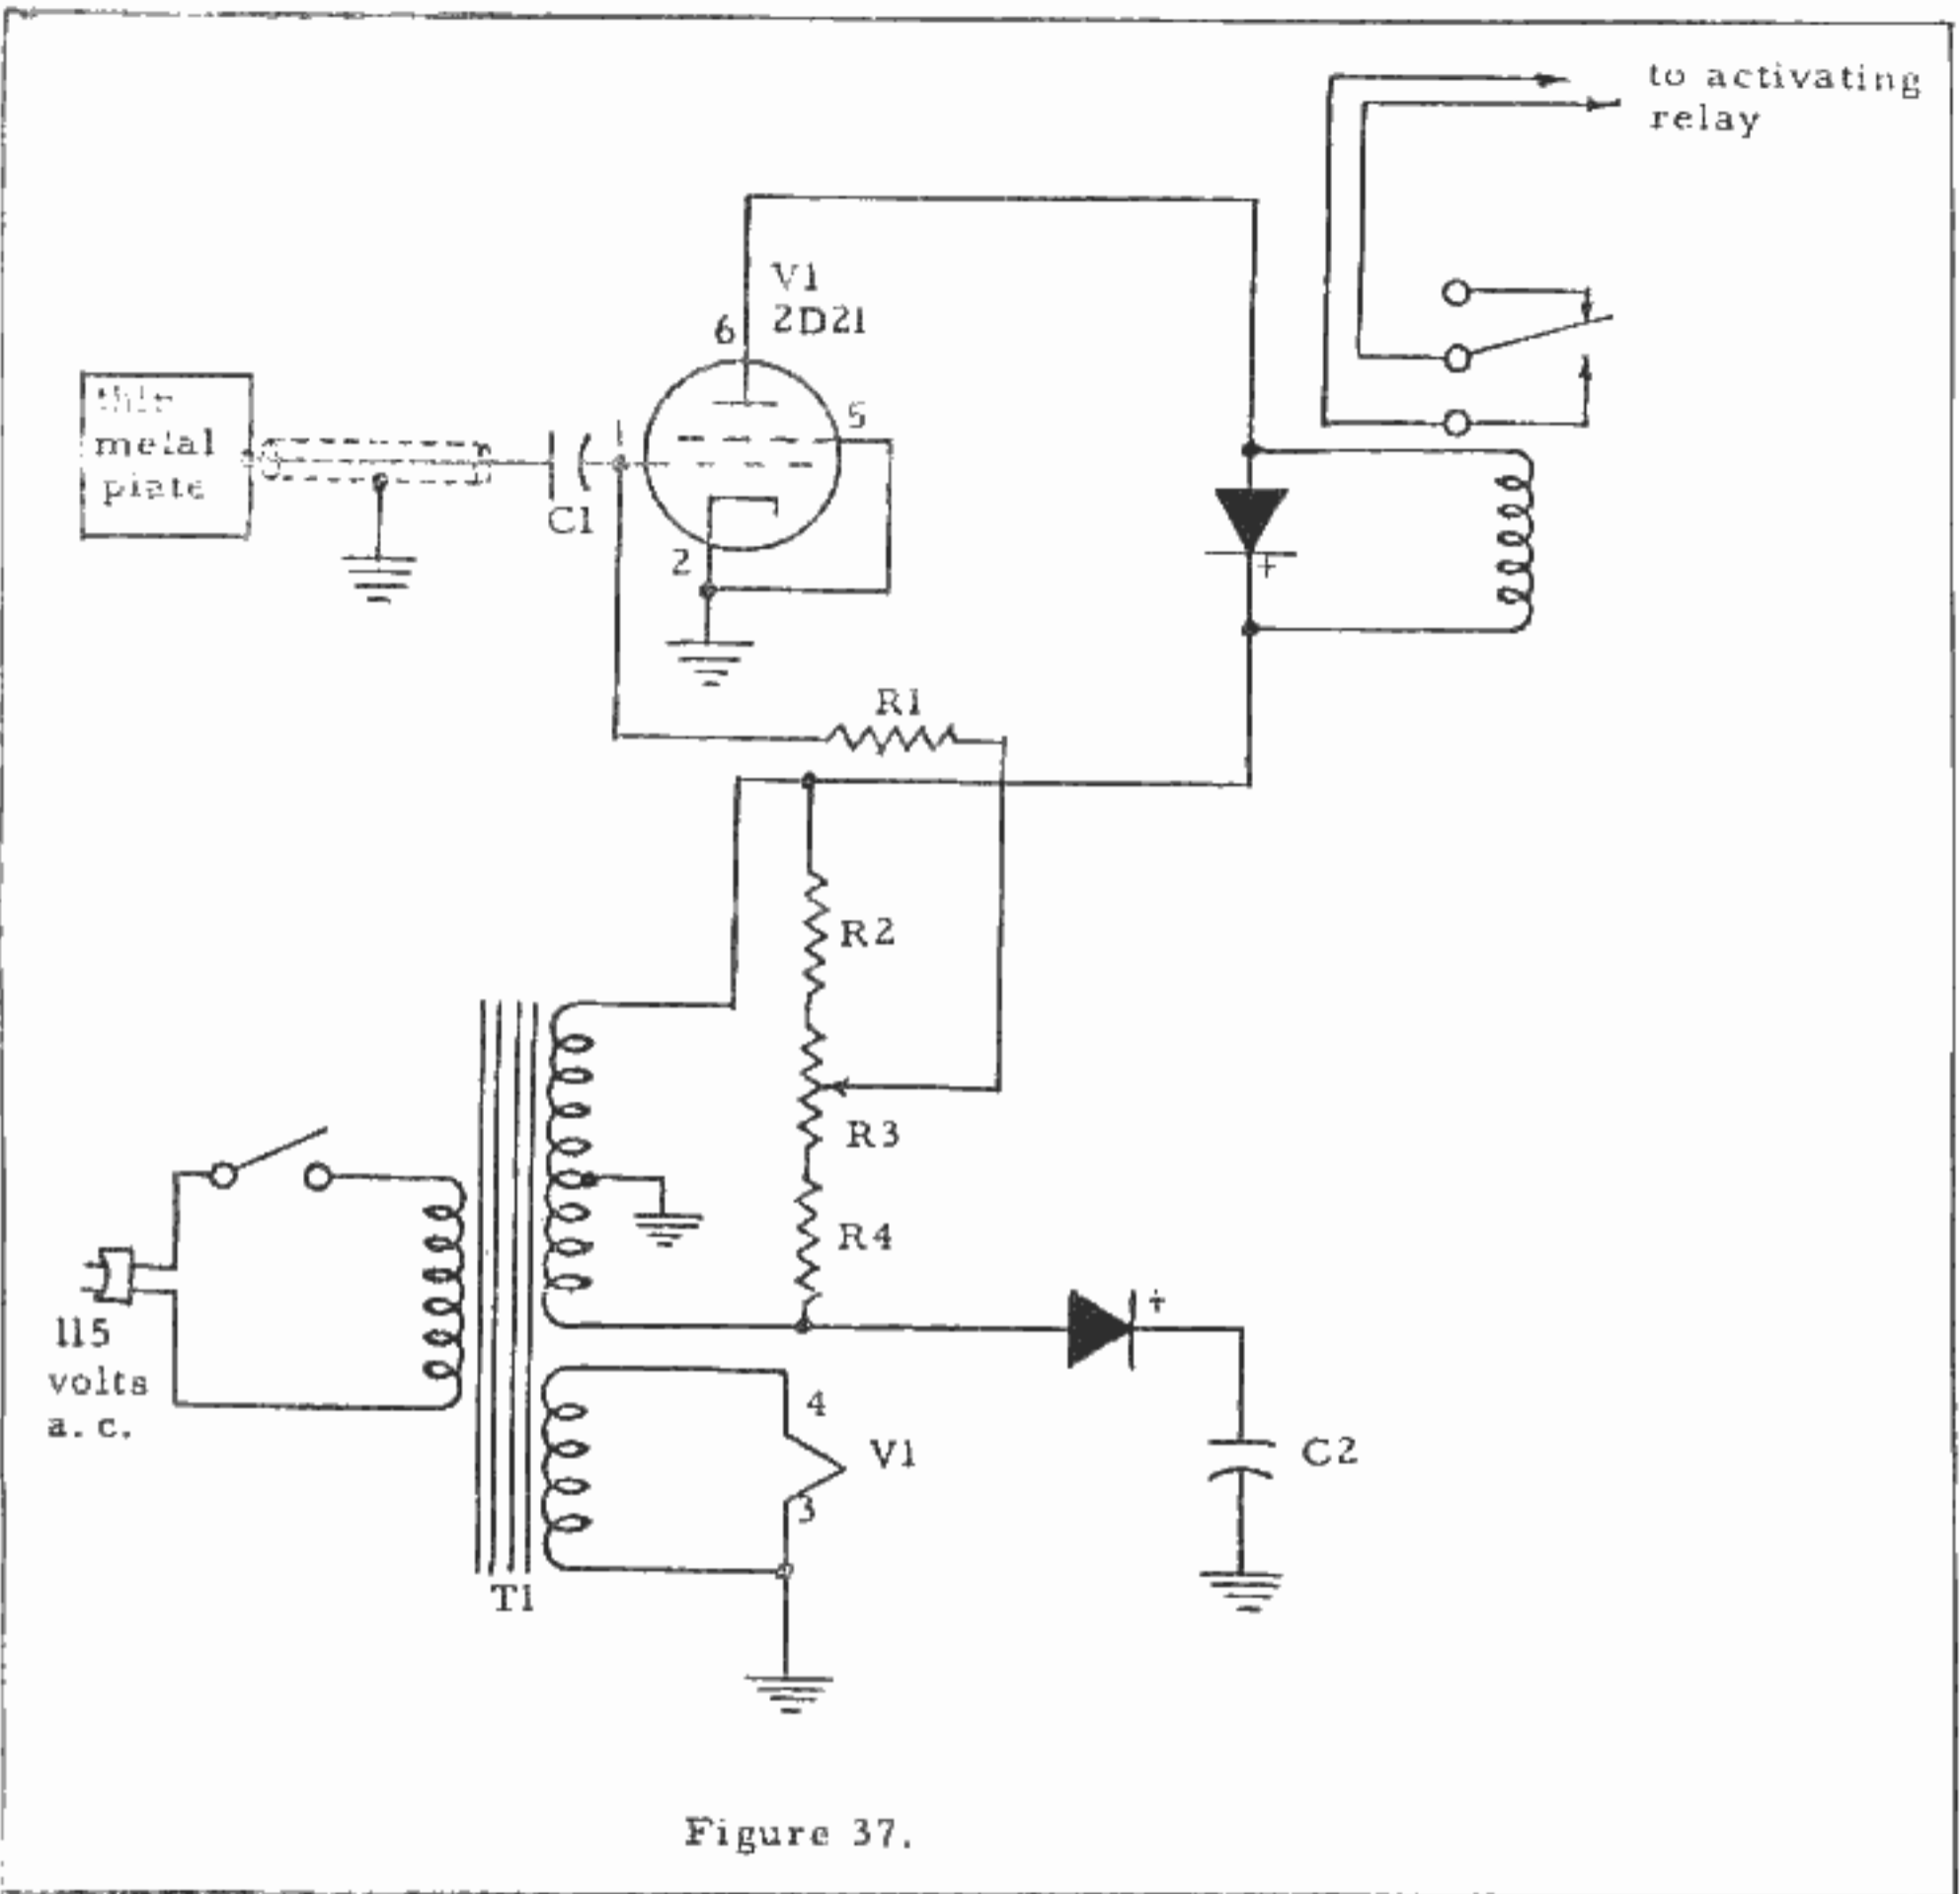 to activating
relay
V1
2D21
6
5
thin
metal
plate
C1
2
+
R1
R2
R3
R4
+
115
volts
a.c.
4
V1
3
C2
T1
Figure 37.